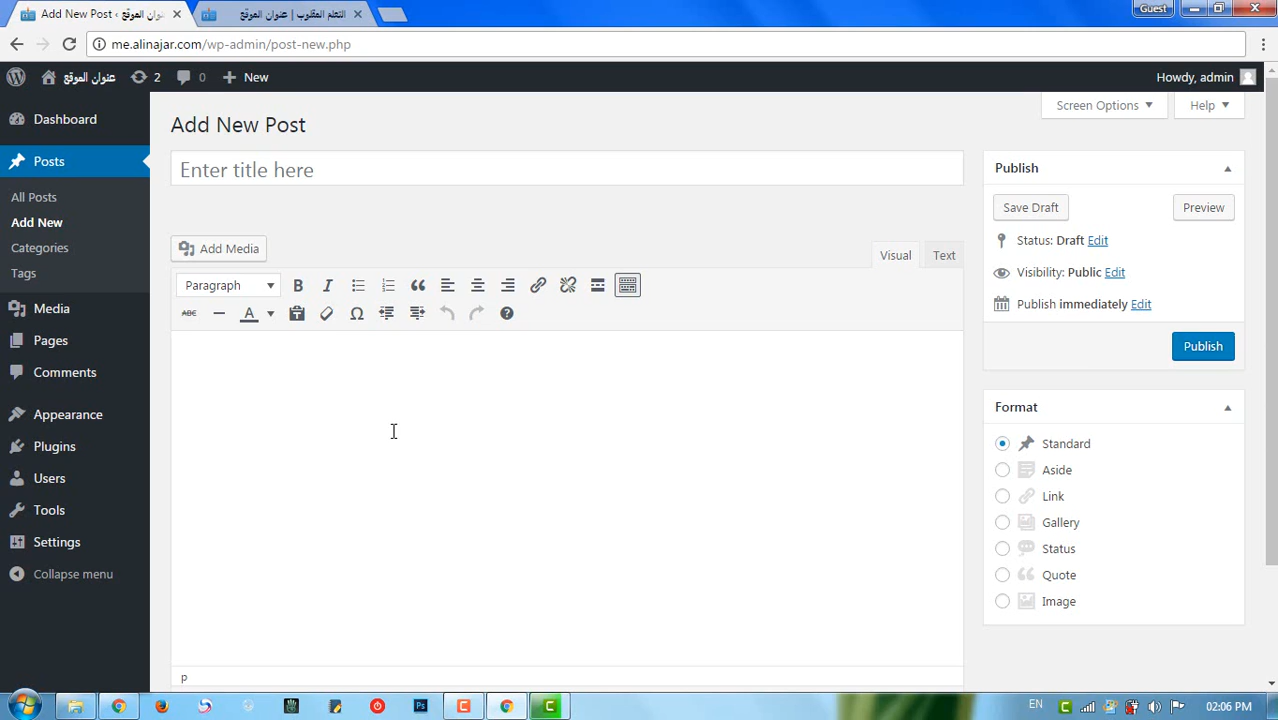 Add New Post ‹ عنوان الموقع
التعلم المقلوب | عنوان الموقع
Guest
me.alinajar.com/wp-admin/post-new.php
عنوان الموقع
2
0
New
Howdy, admin
Screen Options
Help
Dashboard
Posts
All Posts
Add New
Categories
Tags
Media
Pages
Comments
Appearance
Plugins
Users
Tools
Settings
Collapse menu
Add New Post
Enter title here
Add Media
Visual
Text
Paragraph
B
I
ABC
A
Ω
p
Publish
Save Draft
Preview
Status: Draft Edit
Visibility: Public Edit
Publish immediately Edit
Publish
Format
Standard
Aside
Link
Gallery
Status
Quote
Image
Ps
C
C
EN
C
02:06 PM